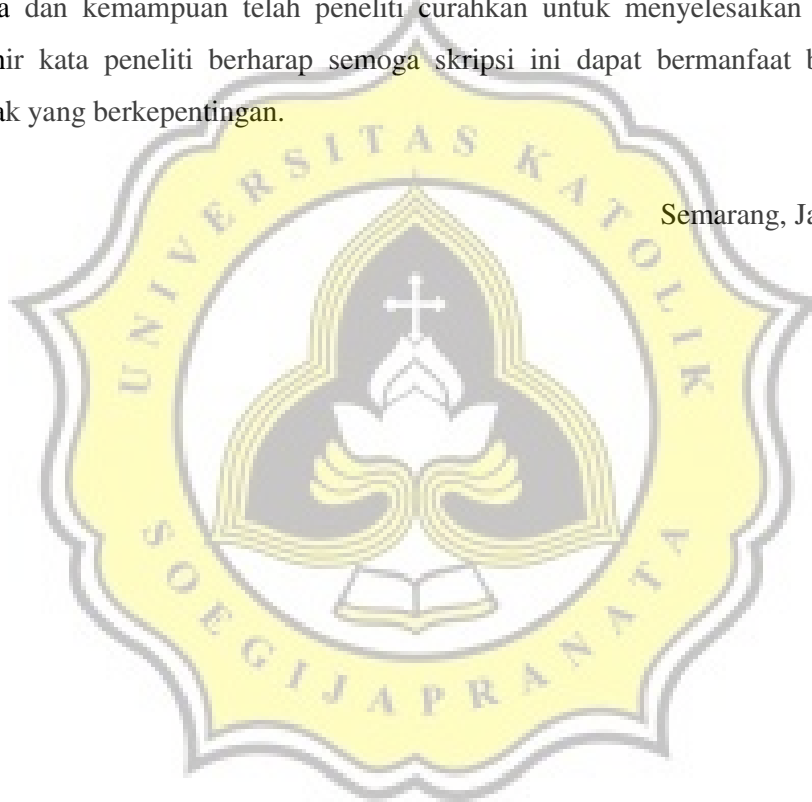 a dan kemampuan telah peneliti curahkan untuk menyelesaikan
hir kata peneliti berharap semoga skripsi ini dapat bermanfaat b
ak yang berkepentingan.
Semarang, Ja
UNIVERSITAS KATOLIK
SOEGIJAPRANATA